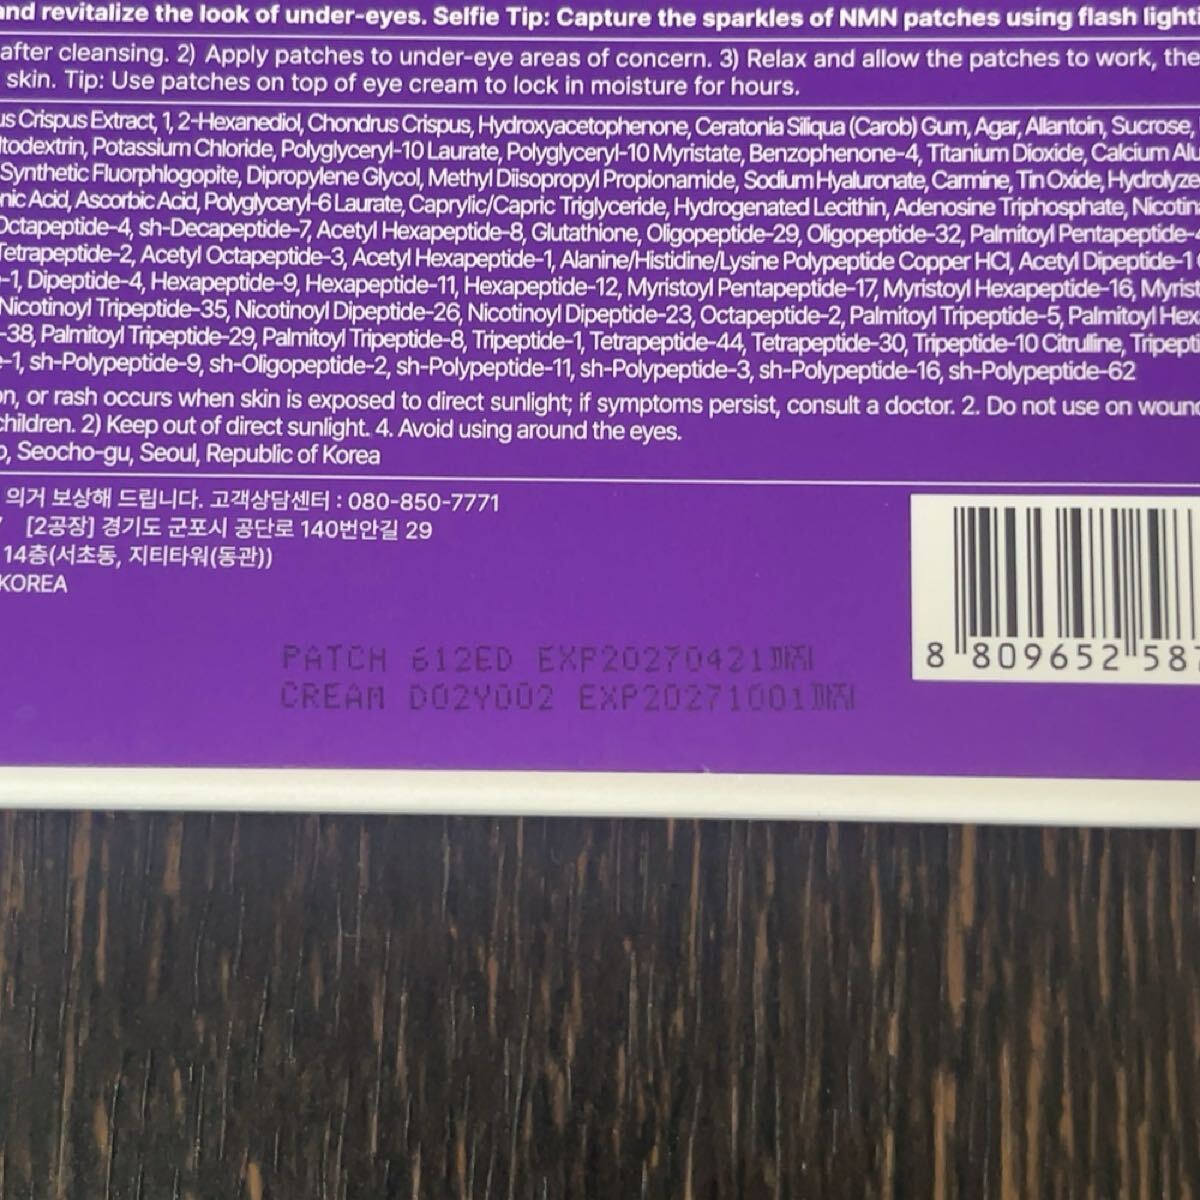 and revitalize the look of under-eyes. Selfie Tip: Capture the sparkles of NMN patches using flash lighti
after cleansing. 2) Apply patches to under-eye areas of concern. 3) Relax and allow the patches to work, the
skin. Tip: Use patches on top of eye cream to lock in moisture for hours.
us Crispus Extract, 1, 2-Hexanediol, Chondrus Crispus, Hydroxyacetophenone, Ceratonia Siliqua (Carob) Gum, Agar, Allantoin, Sucrose,
ltodextrin, Potassium Chloride, Polyglyceryl-10 Laurate, Polyglyceryl-10 Myristate, Benzophenone-4, Titanium Dioxide, Calcium Alu
Synthetic Fluorphlogopite, Dipropylene Glycol, Methyl Diisopropyl Propionamide, Sodium Hyaluronate, Carmine, Tin Oxide, Hydrolyze
nic Acid, Ascorbic Acid, Polyglyceryl-6 Laurate, Caprylic/Capric Triglyceride, Hydrogenated Lecithin, Adenosine Triphosphate, Nicotin
Octapeptide-4, sh-Decapeptide-7, Acetyl Hexapeptide-8, Glutathione, Oligopeptide-29, Oligopeptide-32, Palmitoyl Pentapeptide-4
Tetrapeptide-2, Acetyl Octapeptide-3, Acetyl Hexapeptide-1, Alanine/Histidine/Lysine Polypeptide Copper HCl, Acetyl Dipeptide-1
-1, Dipeptide-4, Hexapeptide-9, Hexapeptide-11, Hexapeptide-12, Myristoyl Pentapeptide-17, Myristoyl Hexapeptide-16, Myrist
Nicotinoyl Tripeptide-35, Nicotinoyl Dipeptide-26, Nicotinoyl Dipeptide-23, Octapeptide-2, Palmitoyl Tripeptide-5, Palmitoyl Hexa
-38, Palmitoyl Tripeptide-29, Palmitoyl Tripeptide-8, Tripeptide-1, Tetrapeptide-44, Tetrapeptide-30, Tripeptide-10 Citrulline, Tripepti
-1, sh-Polypeptide-9, sh-Oligopeptide-2, sh-Polypeptide-11, sh-Polypeptide-3, sh-Polypeptide-16, sh-Polypeptide-62
on, or rash occurs when skin is exposed to direct sunlight; if symptoms persist, consult a doctor. 2. Do not use on woun
children. 2) Keep out of direct sunlight. 4. Avoid using around the eyes.
o, Seocho-gu, Seoul, Republic of Korea
의거 보상해 드립니다. 고객상담센터 : 080-850-7771
[2공장] 경기도 군포시 공단로 140번안길 29
14층(서초동, 지티타워(동관))
KOREA
PATCH 612ED EXP20270421까지
CREAM D02Y002 EXP20271001까지
8 809652 587